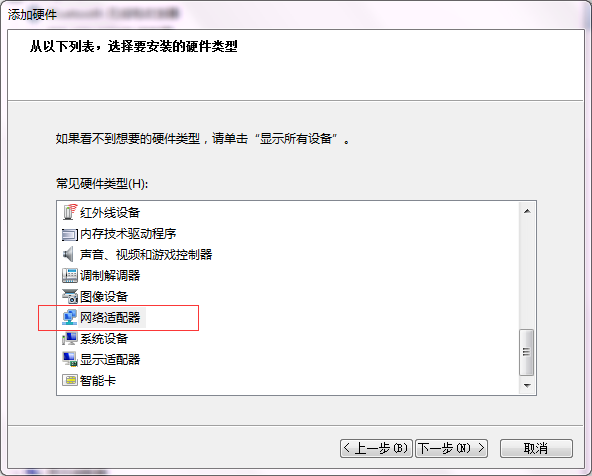 添加硬件
从以下列表，选择要安装的硬件类型
如果看不到想要的硬件类型，请单击“显示所有设备”。
常见硬件类型(H):
红外线设备
内存技术驱动程序
声音、视频和游戏控制器
调制解调器
图像设备
网络适配器
系统设备
显示适配器
智能卡
< 上一步(B) 下一步(N) > 取消